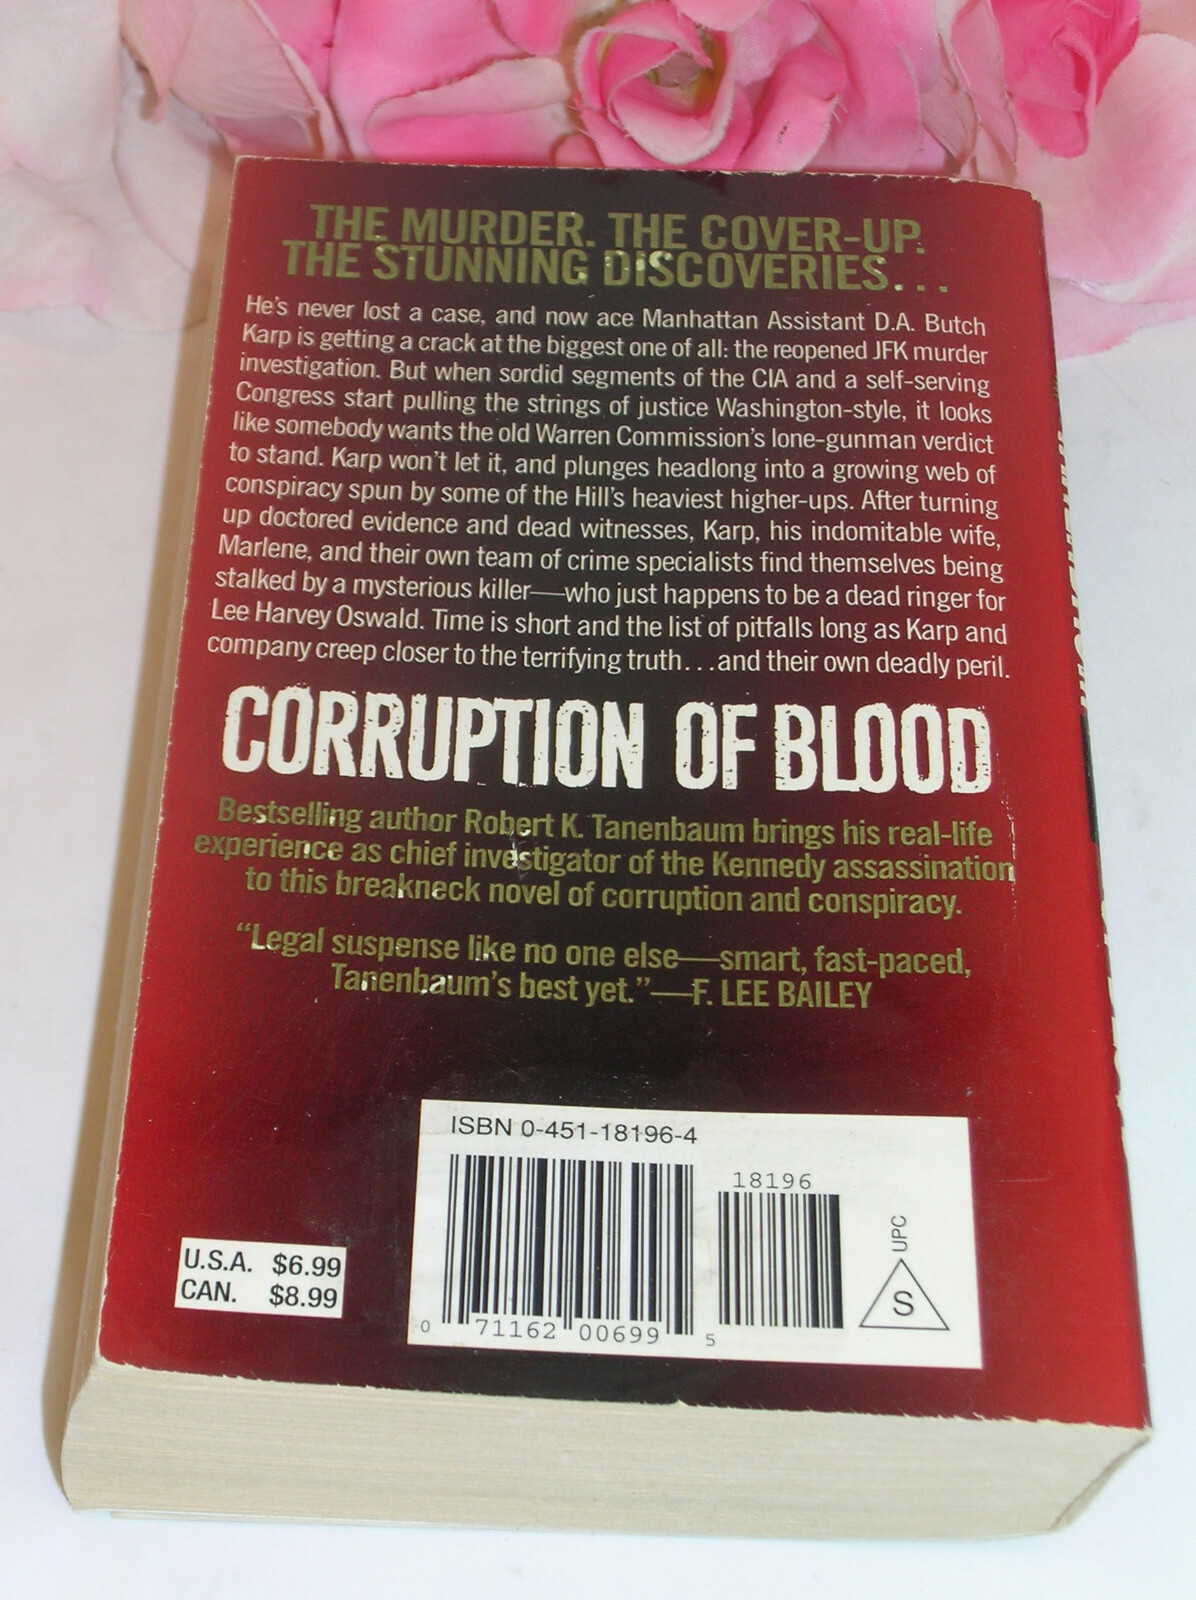 THE MURDER. THE COVER-UP.
THE STUNNING DISCOVERIES...
He's never lost a case, and now ace Manhattan Assistant D.A. Butch
Karp is getting a crack at the biggest one of all: the reopened JFK murder
investigation. But when sordid segments of the CIA and a self-serving
Congress start pulling the strings of justice Washington-style, it looks
like somebody wants the old Warren Commission's lone-gunman verdict
to stand. Karp won't let it, and plunges headlong into a growing web of
conspiracy spun by some of the Hill's heaviest higher-ups. After turning
up doctored evidence and dead witnesses, Karp, his indomitable wife,
Marlene, and their own team of crime specialists find themselves being
stalked by a mysterious killer—who just happens to be a dead ringer for
Lee Harvey Oswald. Time is short and the list of pitfalls long as Karp and
company creep closer to the terrifying truth...and their own deadly peril.
CORRUPTION OF BLOOD
Bestselling author Robert K. Tanenbaum brings his real-life
experience as chief investigator of the Kennedy assassination
to this breakneck novel of corruption and conspiracy.
“Legal suspense like no one else—smart, fast-paced,
Tanenbaum's best yet.”—F. LEE BAILEY
ISBN 0-451-18196-4
18196
UPC
S
0 71162 00699 5
U.S.A. $6.99
CAN. $8.99